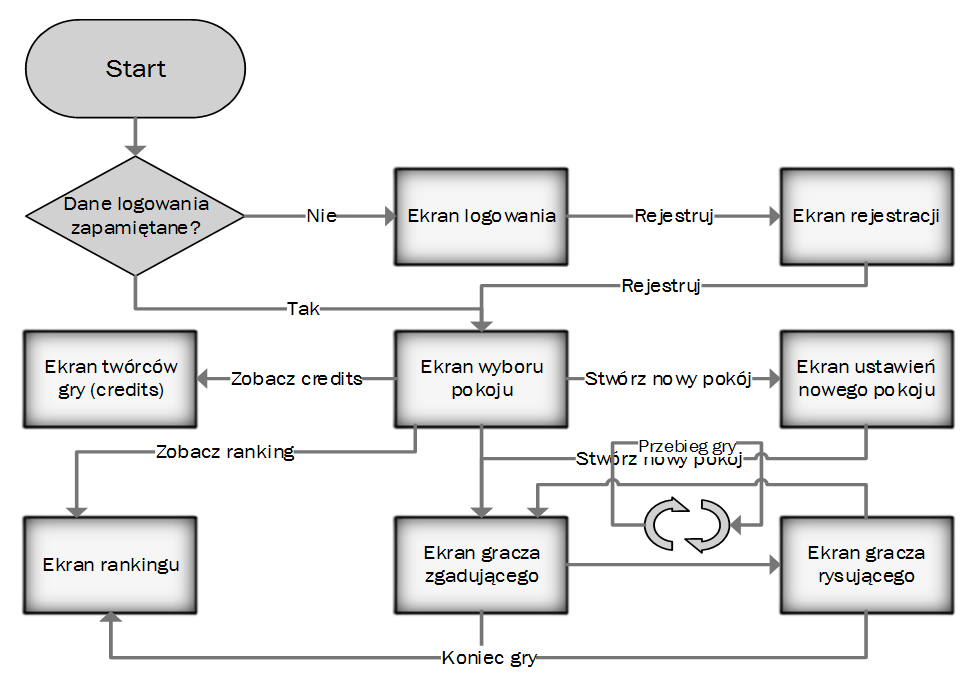 Start
Dane logowania
zapamiętane?
Nie
Ekran logowania
Rejestruj
Ekran rejestracji
Rejestruj
Tak
Ekran twórców
gry (credits)
Zobacz credits
Ekran wyboru
pokoju
Stwórz nowy pokój
Ekran ustawień
nowego pokoju
Zobacz ranking
Przebieg gry
Stwórz nowy pokój
Ekran rankingu
Ekran gracza
zgadującego
Ekran gracza
rysującego
Koniec gry